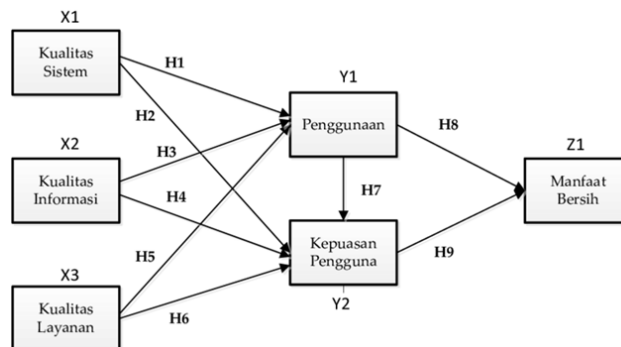 X1
Kualitas
Sistem
H1
H2
Y1
Penggunaan
H8
X2
Kualitas
Informasi
H3
H4
H7
Z1
Manfaat
Bersih
X3
Kualitas
Layanan
H5
H6
Kepuasan
Pengguna
Y2
H9